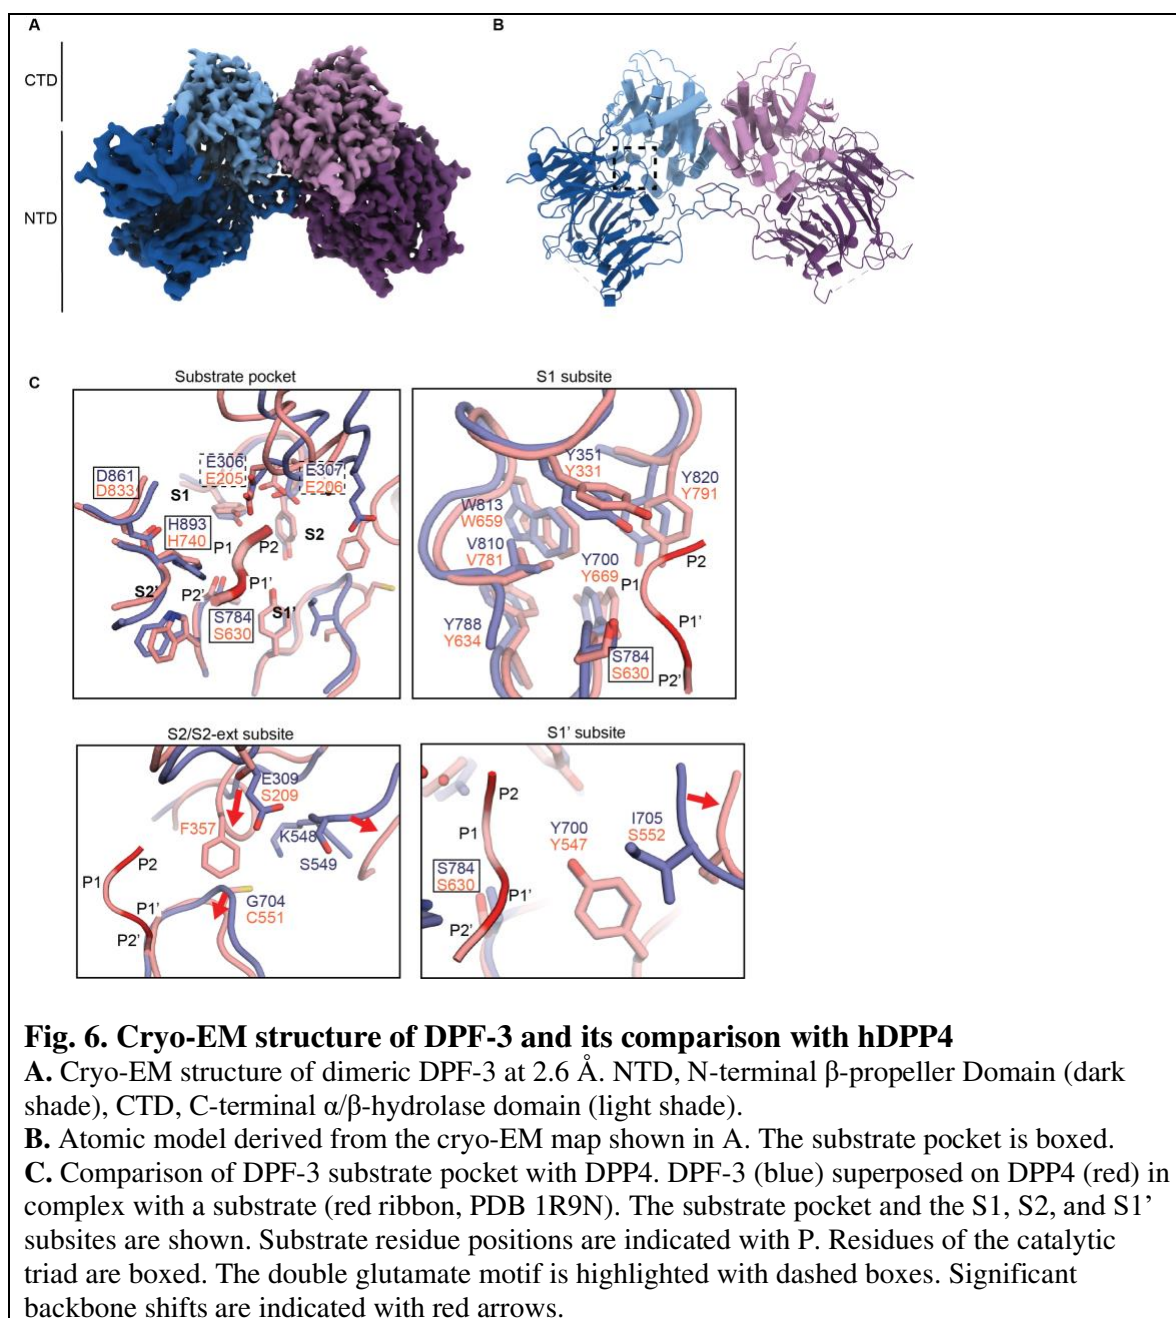 A
B
CTD
NTD
C
Substrate pocket
S1 subsite
D861
D833
E306
E205
E307
E206
S1
S2
H893
H740
P1
P2
S2'
P2'
P1'
S1'
S784
S630
Y351
Y331
Y820
Y791
W813
W659
V810
V781
Y700
Y669
P2
P1
Y788
Y634
P1'
S784
S630
P2'
S2/S2-ext subsite
S1' subsite
E309
S209
F357
K548
S549
P2
P1
P1'
P2'
G704
C551
P2
P1
Y700
Y547
I705
S552
S784
S630
P1'
P2'
Fig. 6. Cryo-EM structure of DPF-3 and its comparison with hDPP4
A. Cryo-EM structure of dimeric DPF-3 at 2.6 Å. NTD, N-terminal β-propeller Domain (dark
shade), CTD, C-terminal α/β-hydrolase domain (light shade).
B. Atomic model derived from the cryo-EM map shown in A. The substrate pocket is boxed.
C. Comparison of DPF-3 substrate pocket with DPP4. DPF-3 (blue) superposed on DPP4 (red) in
complex with a substrate (red ribbon, PDB 1R9N). The substrate pocket and the S1, S2, and S1’
subsites are shown. Substrate residue positions are indicated with P. Residues of the catalytic
triad are boxed. The double glutamate motif is highlighted with dashed boxes. Significant
backbone shifts are indicated with red arrows.